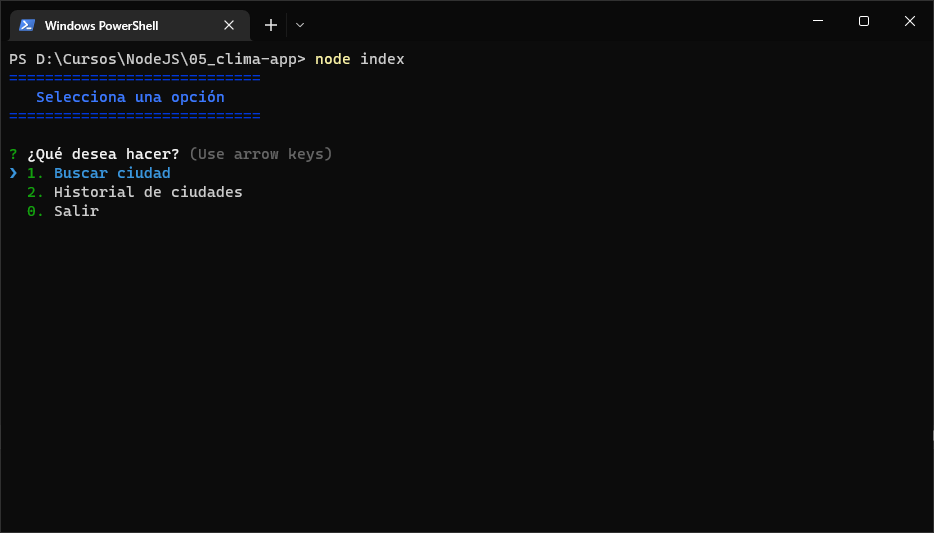 Windows PowerShell
PS D:\Cursos\NodeJS\05_clima-app> node index
============================
Selecciona una opción
============================
? ¿Qué desea hacer? (Use arrow keys)
❯ 1. Buscar ciudad
2. Historial de ciudades
0. Salir